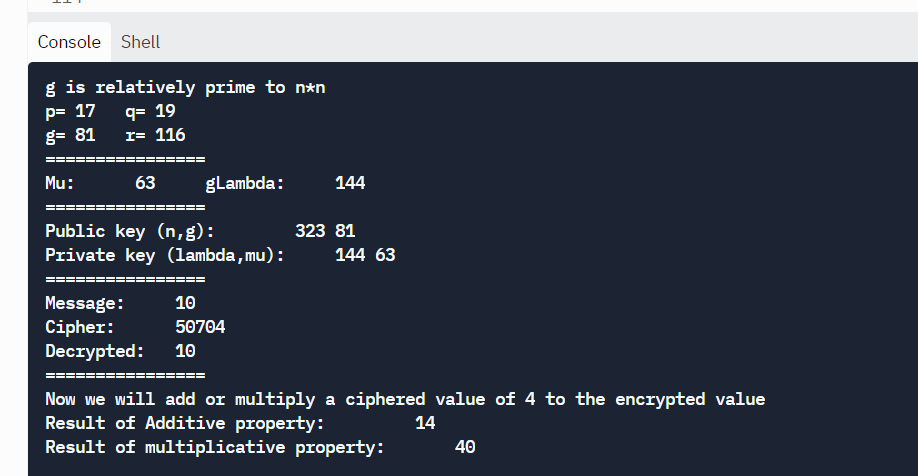 Console Shell
g is relatively prime to n*n
p= 17 q= 19
g= 81 r= 116
================
Mu: 63 gLambda: 144
================
Public key (n,g): 323 81
Private key (lambda,mu): 144 63
================
Message: 10
Cipher: 50704
Decrypted: 10
================
Now we will add or multiply a ciphered value of 4 to the encrypted value
Result of Additive property: 14
Result of multiplicative property: 40